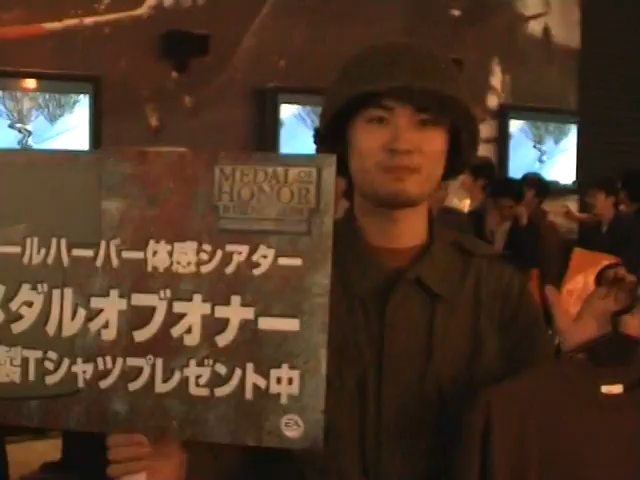 MEDAL OF
HONOR
ールハーバー体感シアター
メダルオブオナー
製Tシャツプレゼント中
EA